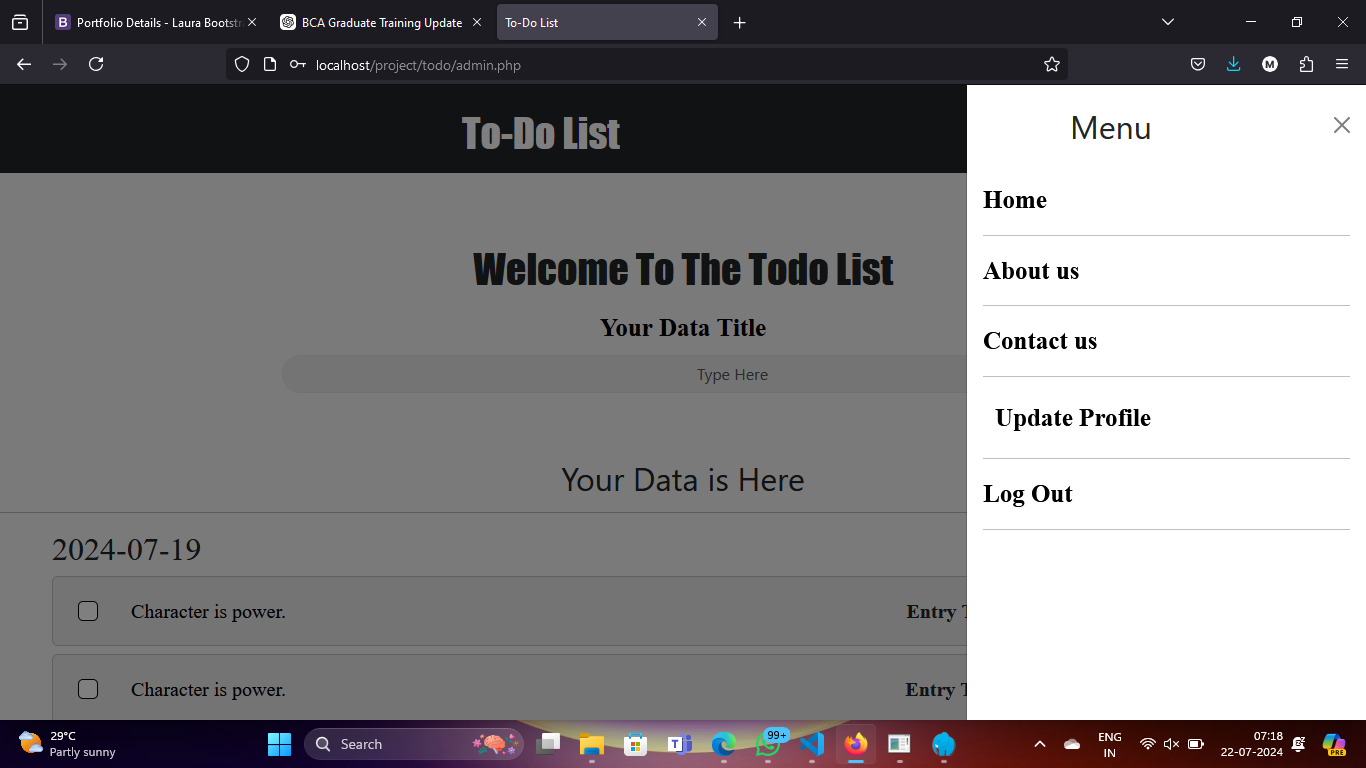 Portfolio Details - Laura Bootstr
BCA Graduate Training Update
To-Do List
localhost/project/todo/admin.php
M
To-Do List
Menu
Home
About us
Contact us
Update Profile
Log Out
Welcome To The Todo List
Your Data Title
Type Here
Your Data is Here
2024-07-19
Character is power.
Entry T
Character is power.
Entry T
29°C
Partly sunny
Search
99+
ENG
IN
07:18
22-07-2024
PRE